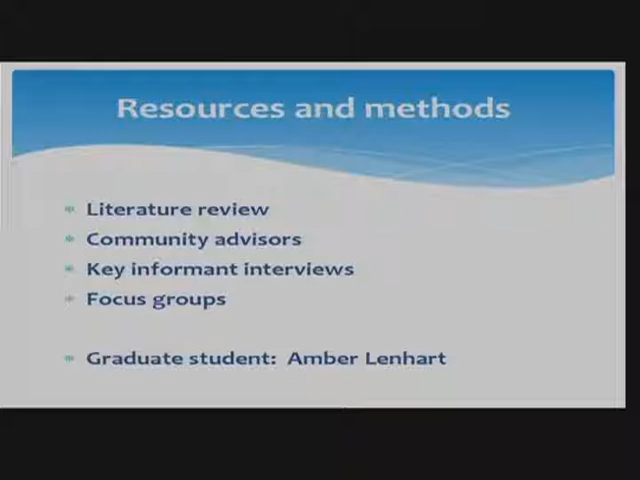 Resources and methods
Literature review
Community advisors
Key informant interviews
Focus groups
Graduate student: Amber Lenhart